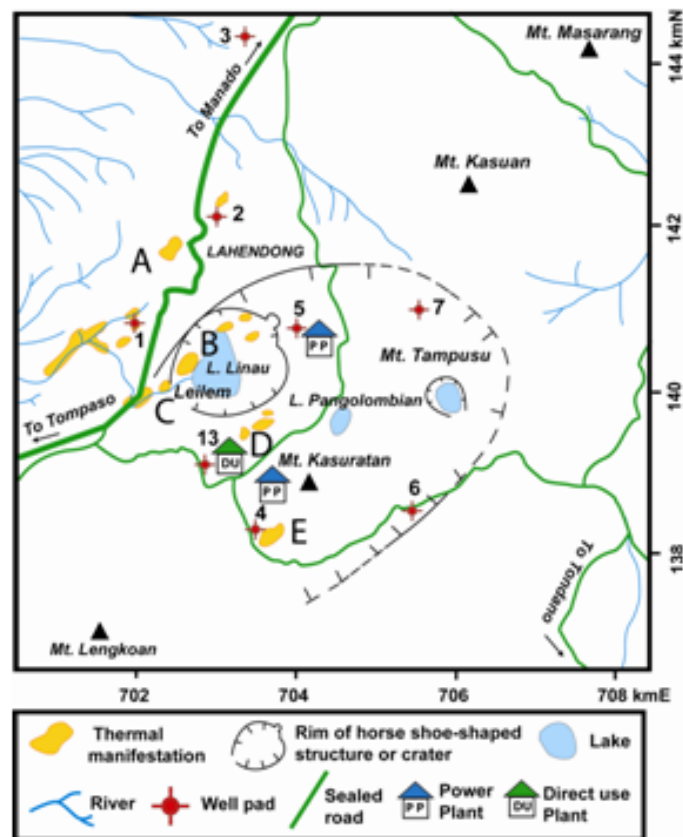 3
Mt. Masarang
144 kmN
To Manado
Mt. Kasuan
2
142
A
LAHENDONG
7
5
1
B
PP
Mt. Tampusu
L. Linau
Leilem
L. Pangolombian
140
C
To Tompaso
D
13
DU
Mt. Kasuratan
PP
6
4
E
138
To Tondano
Mt. Lengkoan
702
704
706
708 kmE
Thermal
manifestation
Rim of horse shoe-shaped
structure or crater
Lake
River
Well pad
Sealed
road
PP
Power
Plant
DU
Direct use
Plant